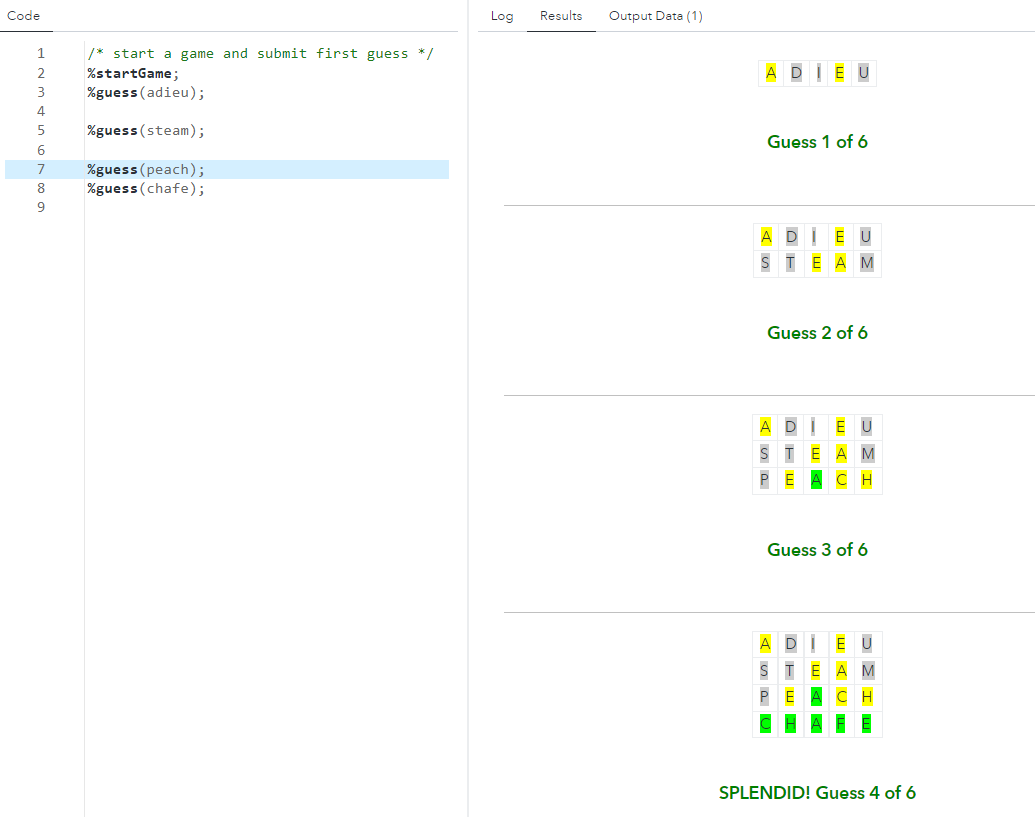 Code
1 /* start a game and submit first guess */
2 %startGame;
3 %guess(adieu);
4
5 %guess(steam);
6
7 %guess(peach);
8 %guess(chafe);
9
Log Results Output Data (1)
A D I E U
Guess 1 of 6
A D I E U
S T E A M
Guess 2 of 6
A D I E U
S T E A M
P E A C H
Guess 3 of 6
A D I E U
S T E A M
P E A C H
C H A F E
SPLENDID! Guess 4 of 6